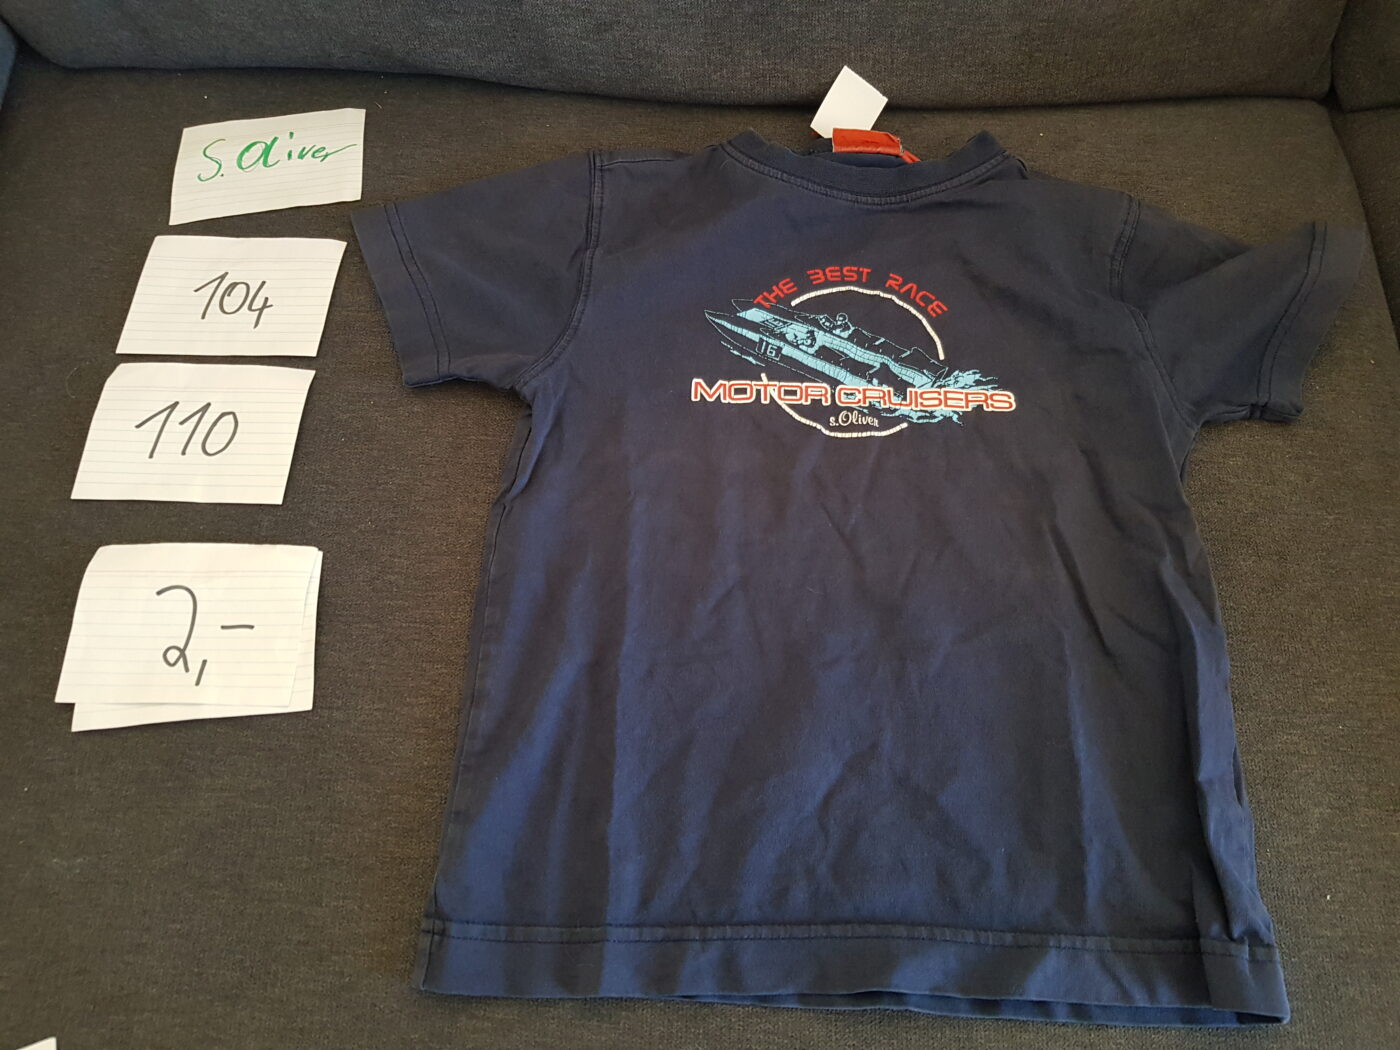 s.Oliver
104
110
2,-
THE BEST RACE
16
MOTOR CRUISERS
s.Oliver